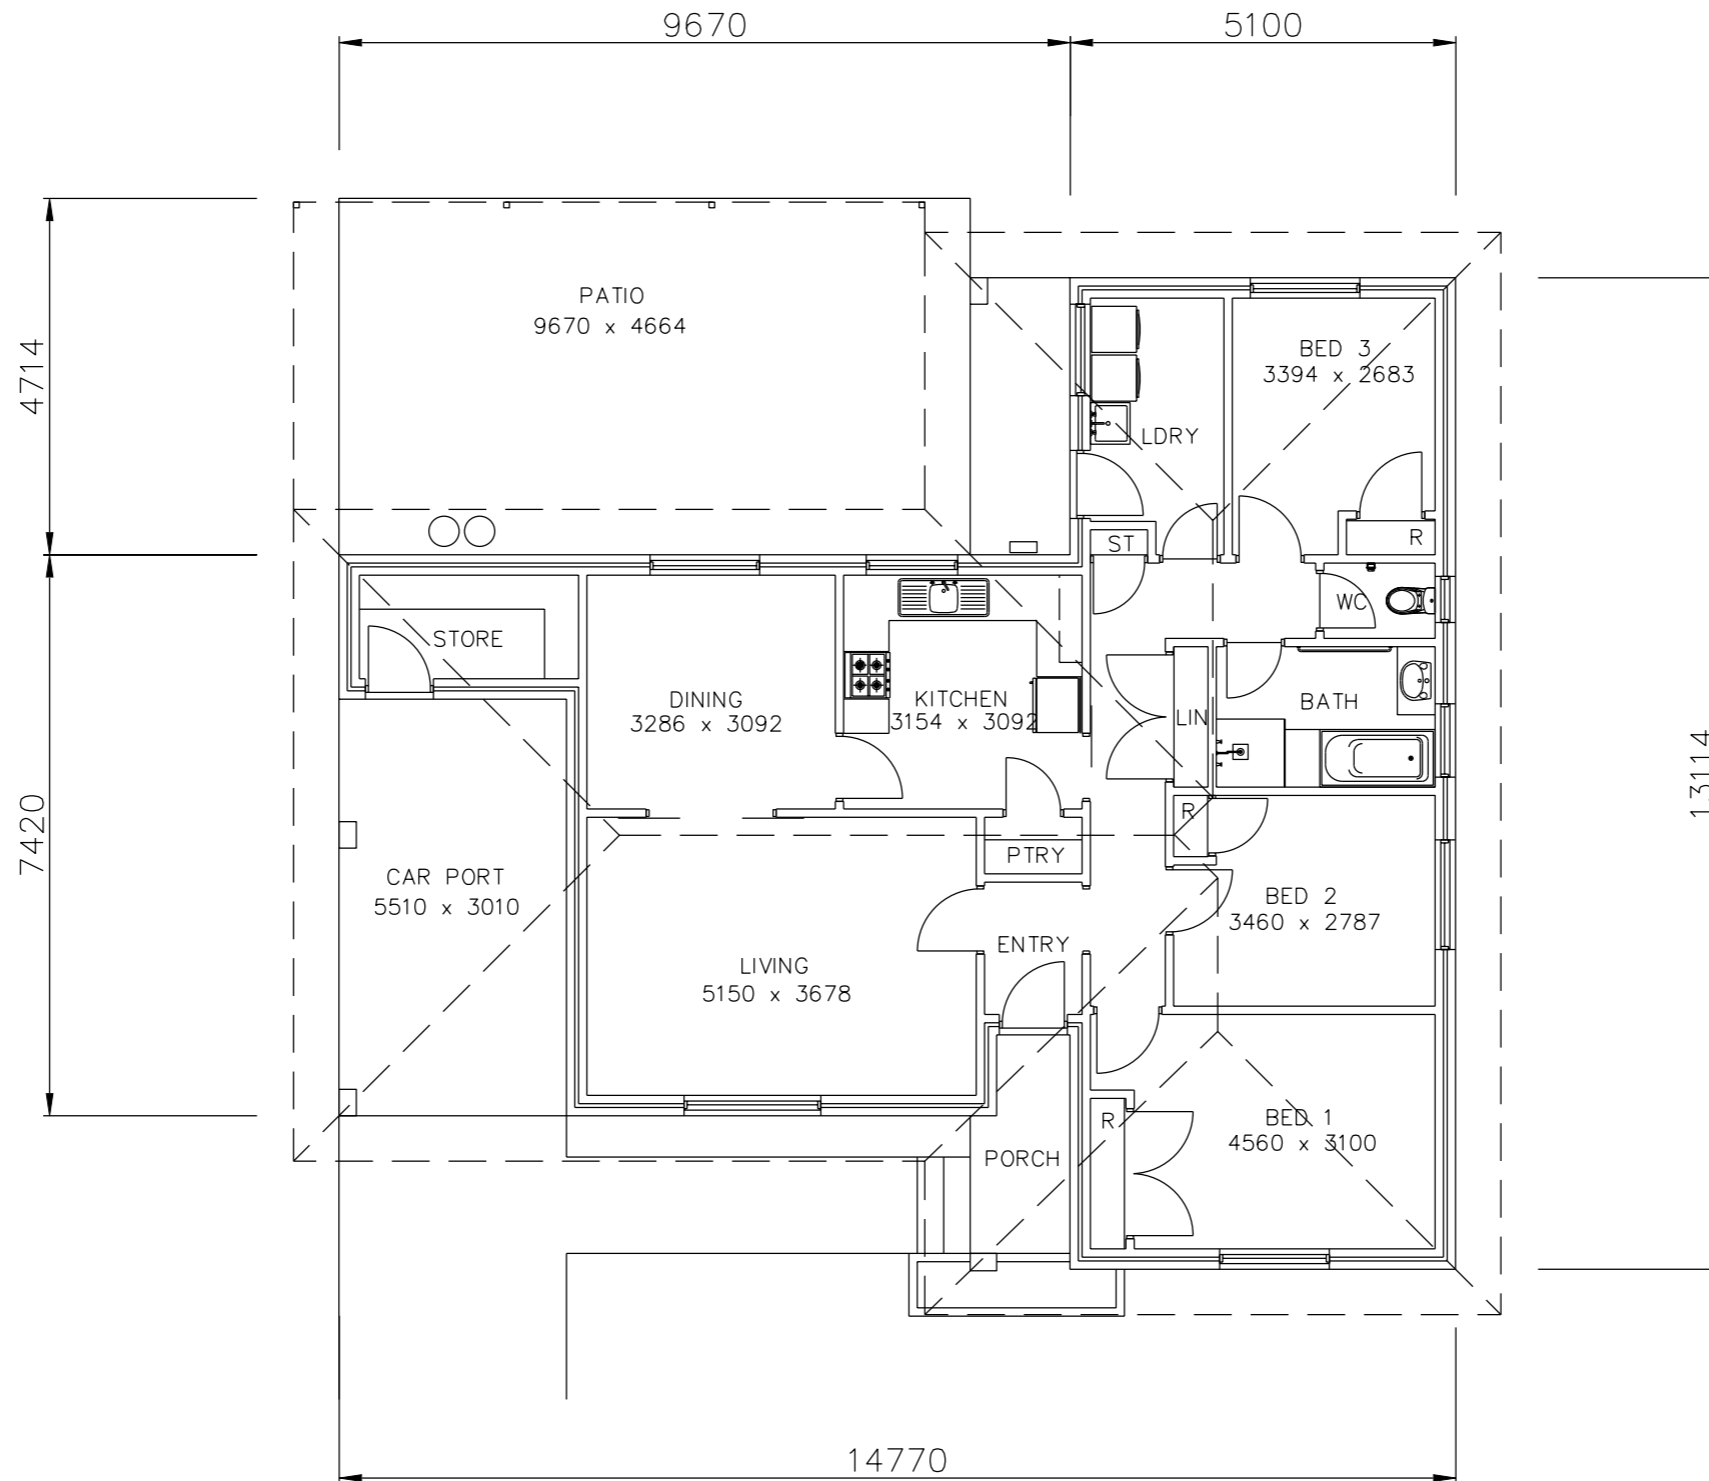 9670
5100
4714
PATIO
9670 x 4664
BED 3
3394 x 2683
LDRY
ST
R
WC
STORE
DINING
3286 x 3092
KITCHEN
3154 x 3092
LIN
BATH
13114
7420
R
PTRY
CAR PORT
5510 x 3010
BED 2
3460 x 2787
ENTRY
LIVING
5150 x 3678
R
BED 1
4560 x 3100
PORCH
14770